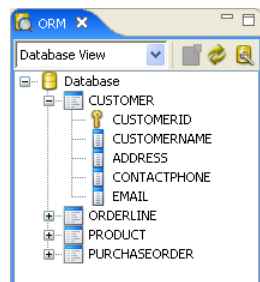 ORM
Database View
Database
CUSTOMER
CUSTOMERID
CUSTOMERNAME
ADDRESS
CONTACTPHONE
EMAIL
ORDERLINE
PRODUCT
PURCHASEORDER